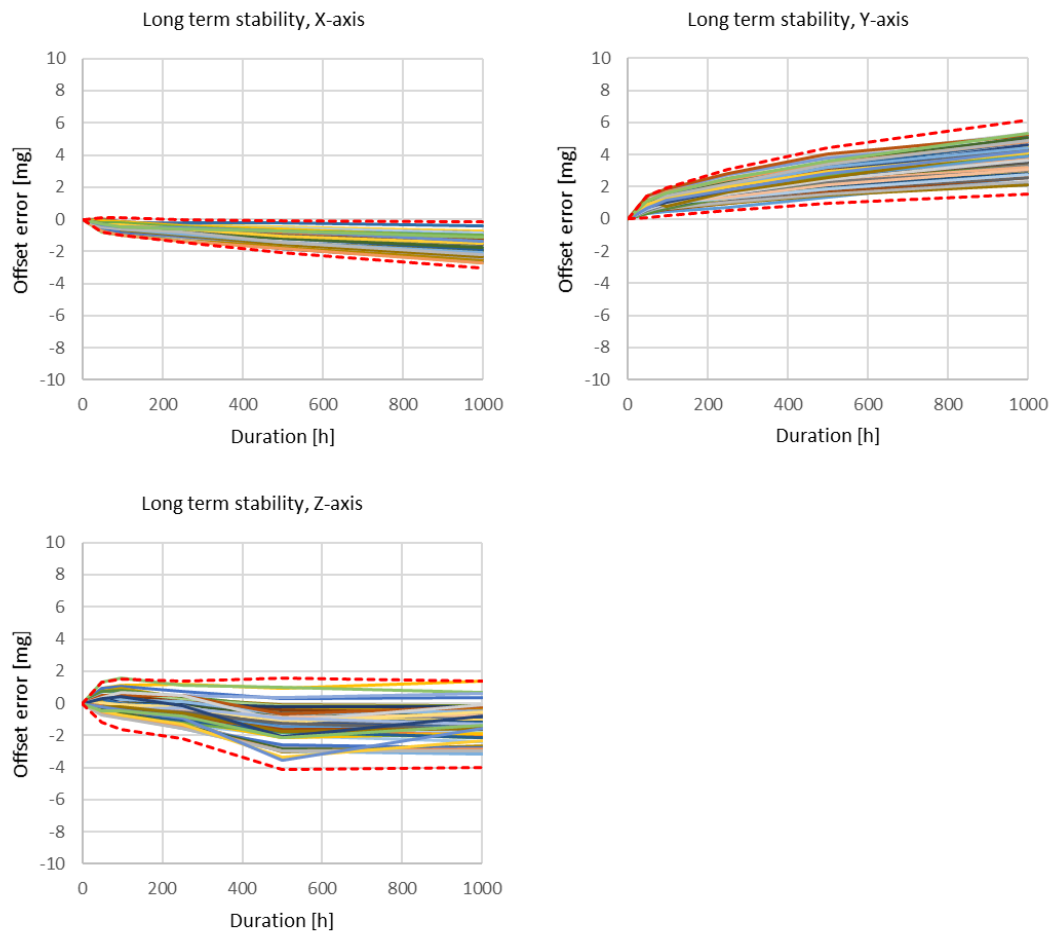 Long term stability, X-axis
10
8
6
4
2
0
-2
-4
-6
-8
-10
Offset error [mg]
0 200 400 600 800 1000
Duration [h]
Long term stability, Y-axis
10
8
6
4
2
0
-2
-4
-6
-8
-10
Offset error [mg]
0 200 400 600 800 1000
Duration [h]
Long term stability, Z-axis
10
8
6
4
2
0
-2
-4
-6
-8
-10
Offset error [mg]
0 200 400 600 800 1000
Duration [h]